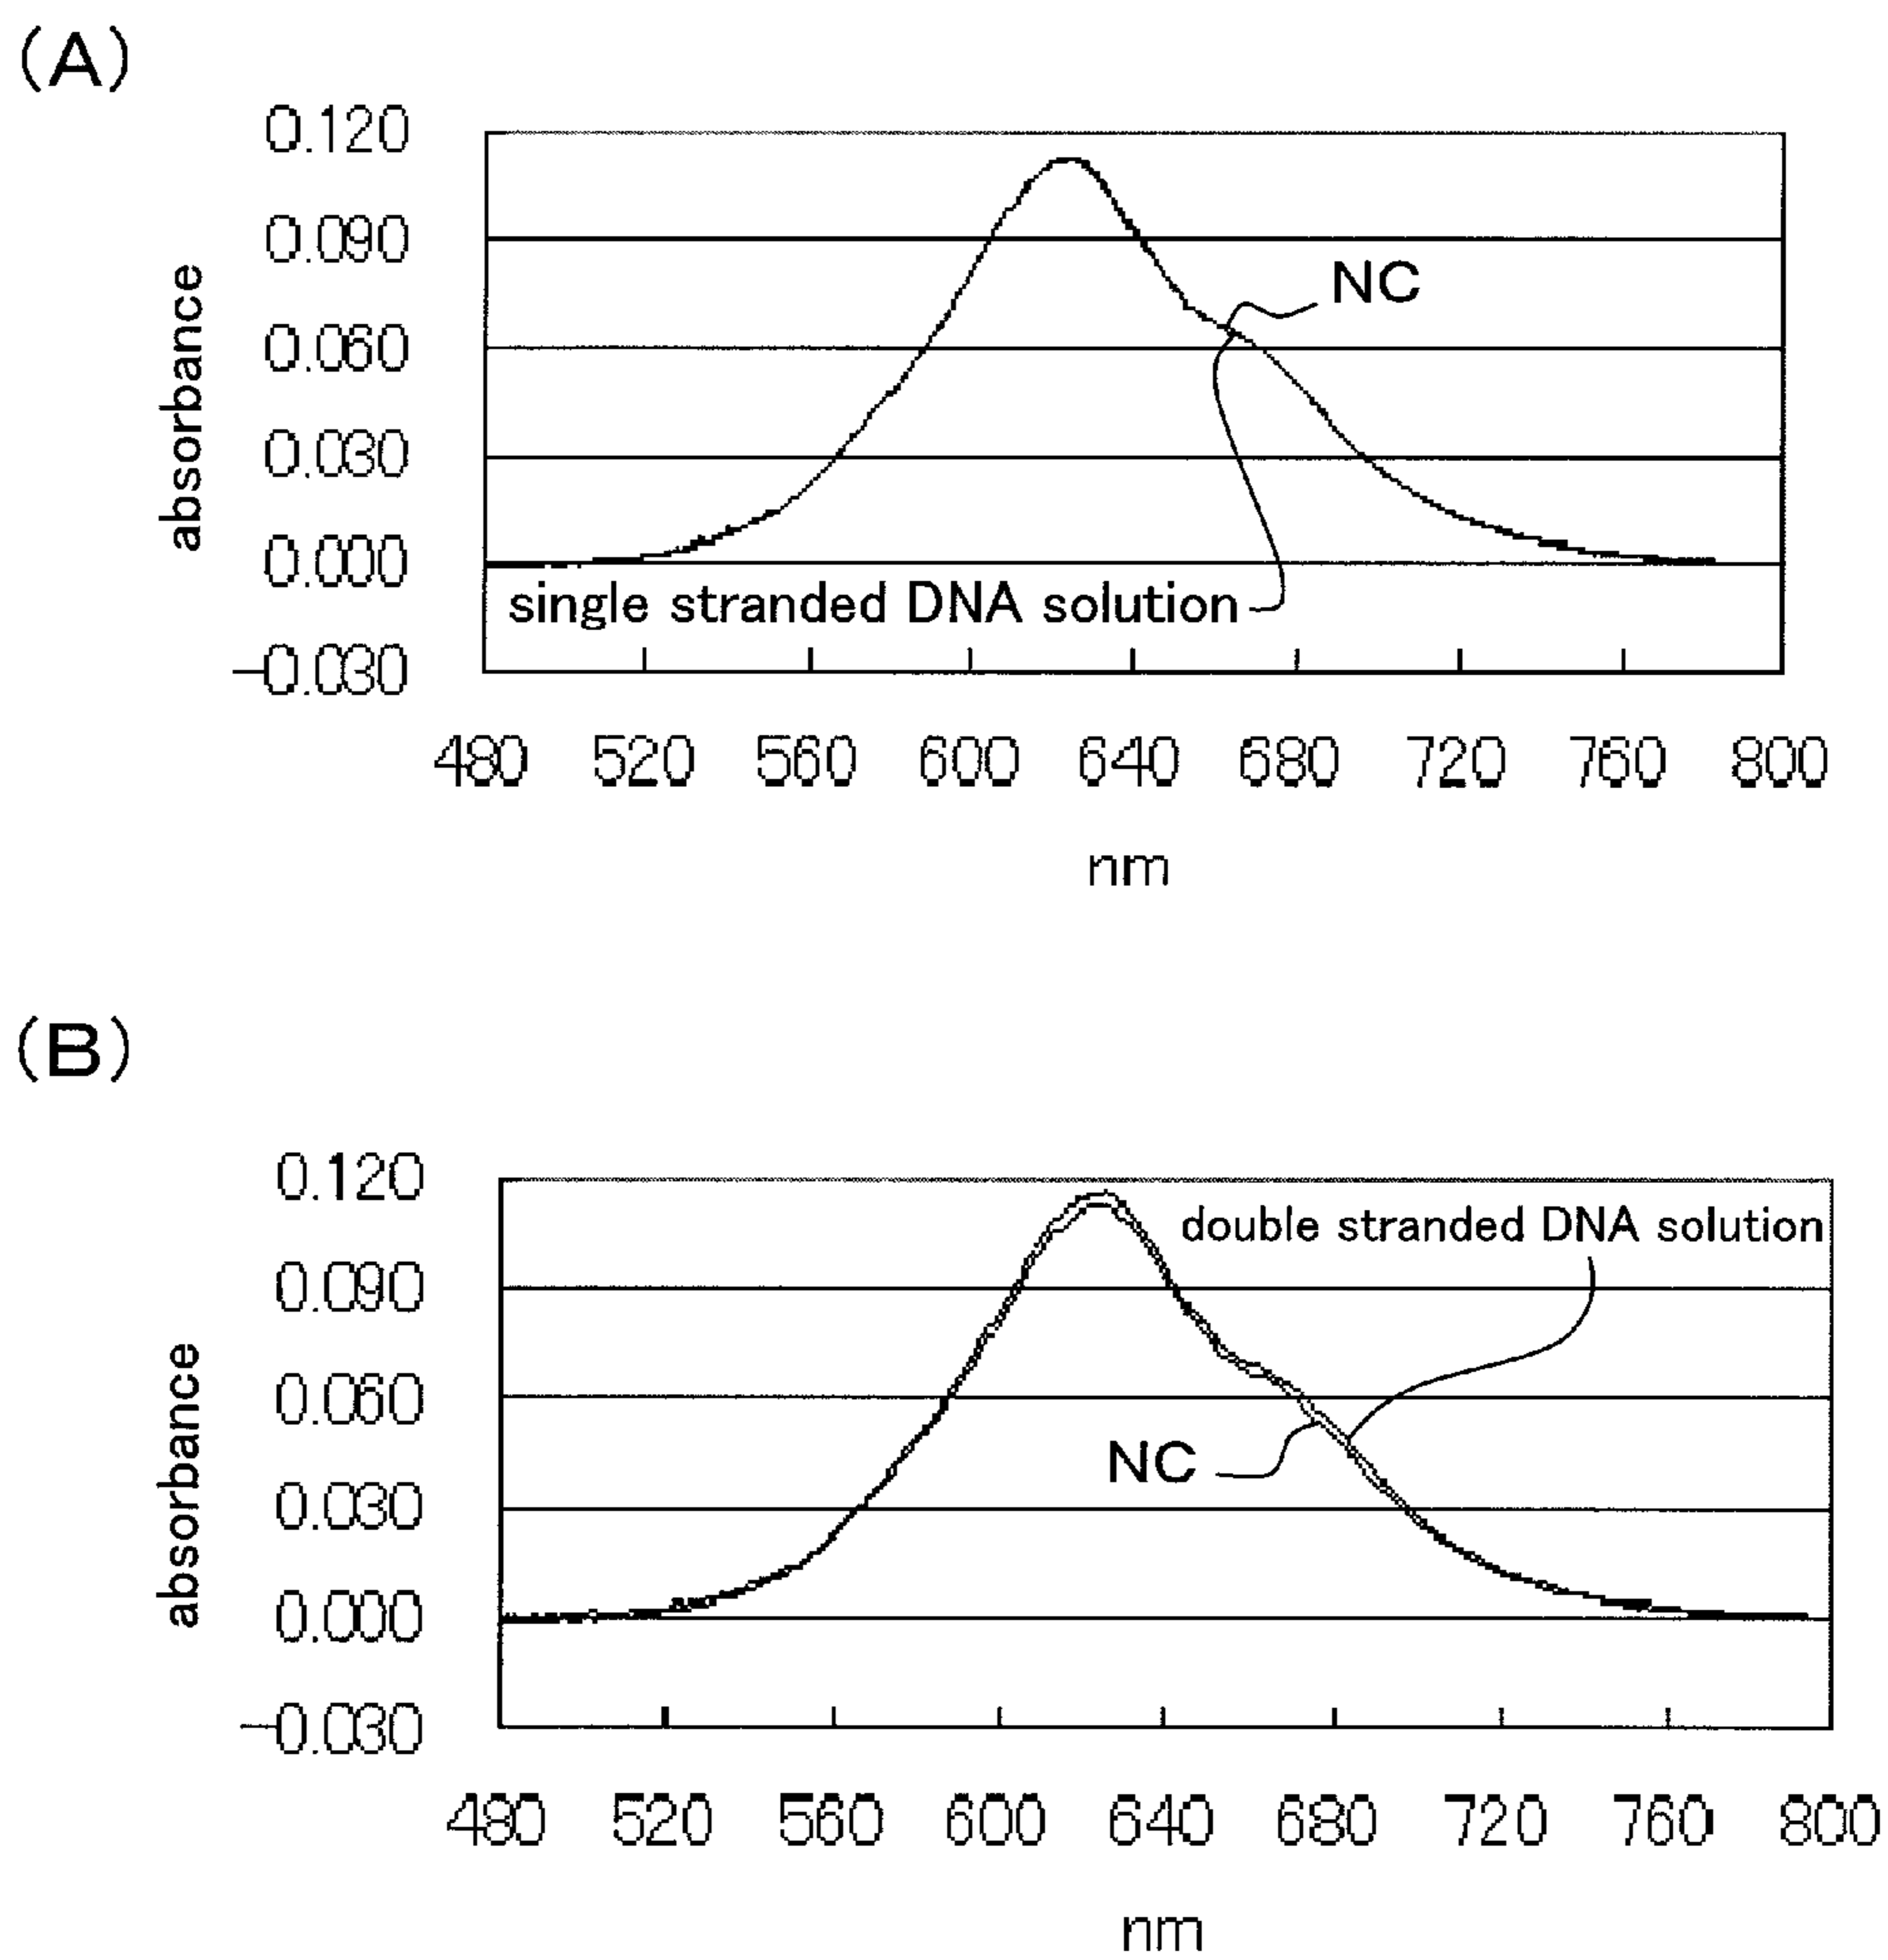 (A)
0.120
0.090
0.060
0.030
0.000
-0.030
absorbance
NC
single stranded DNA solution
480 520 560 600 640 680 720 760 800
nm
(B)
0.120
0.090
0.060
0.030
0.000
-0.030
absorbance
double stranded DNA solution
NC
480 520 560 600 640 680 720 760 800
nm